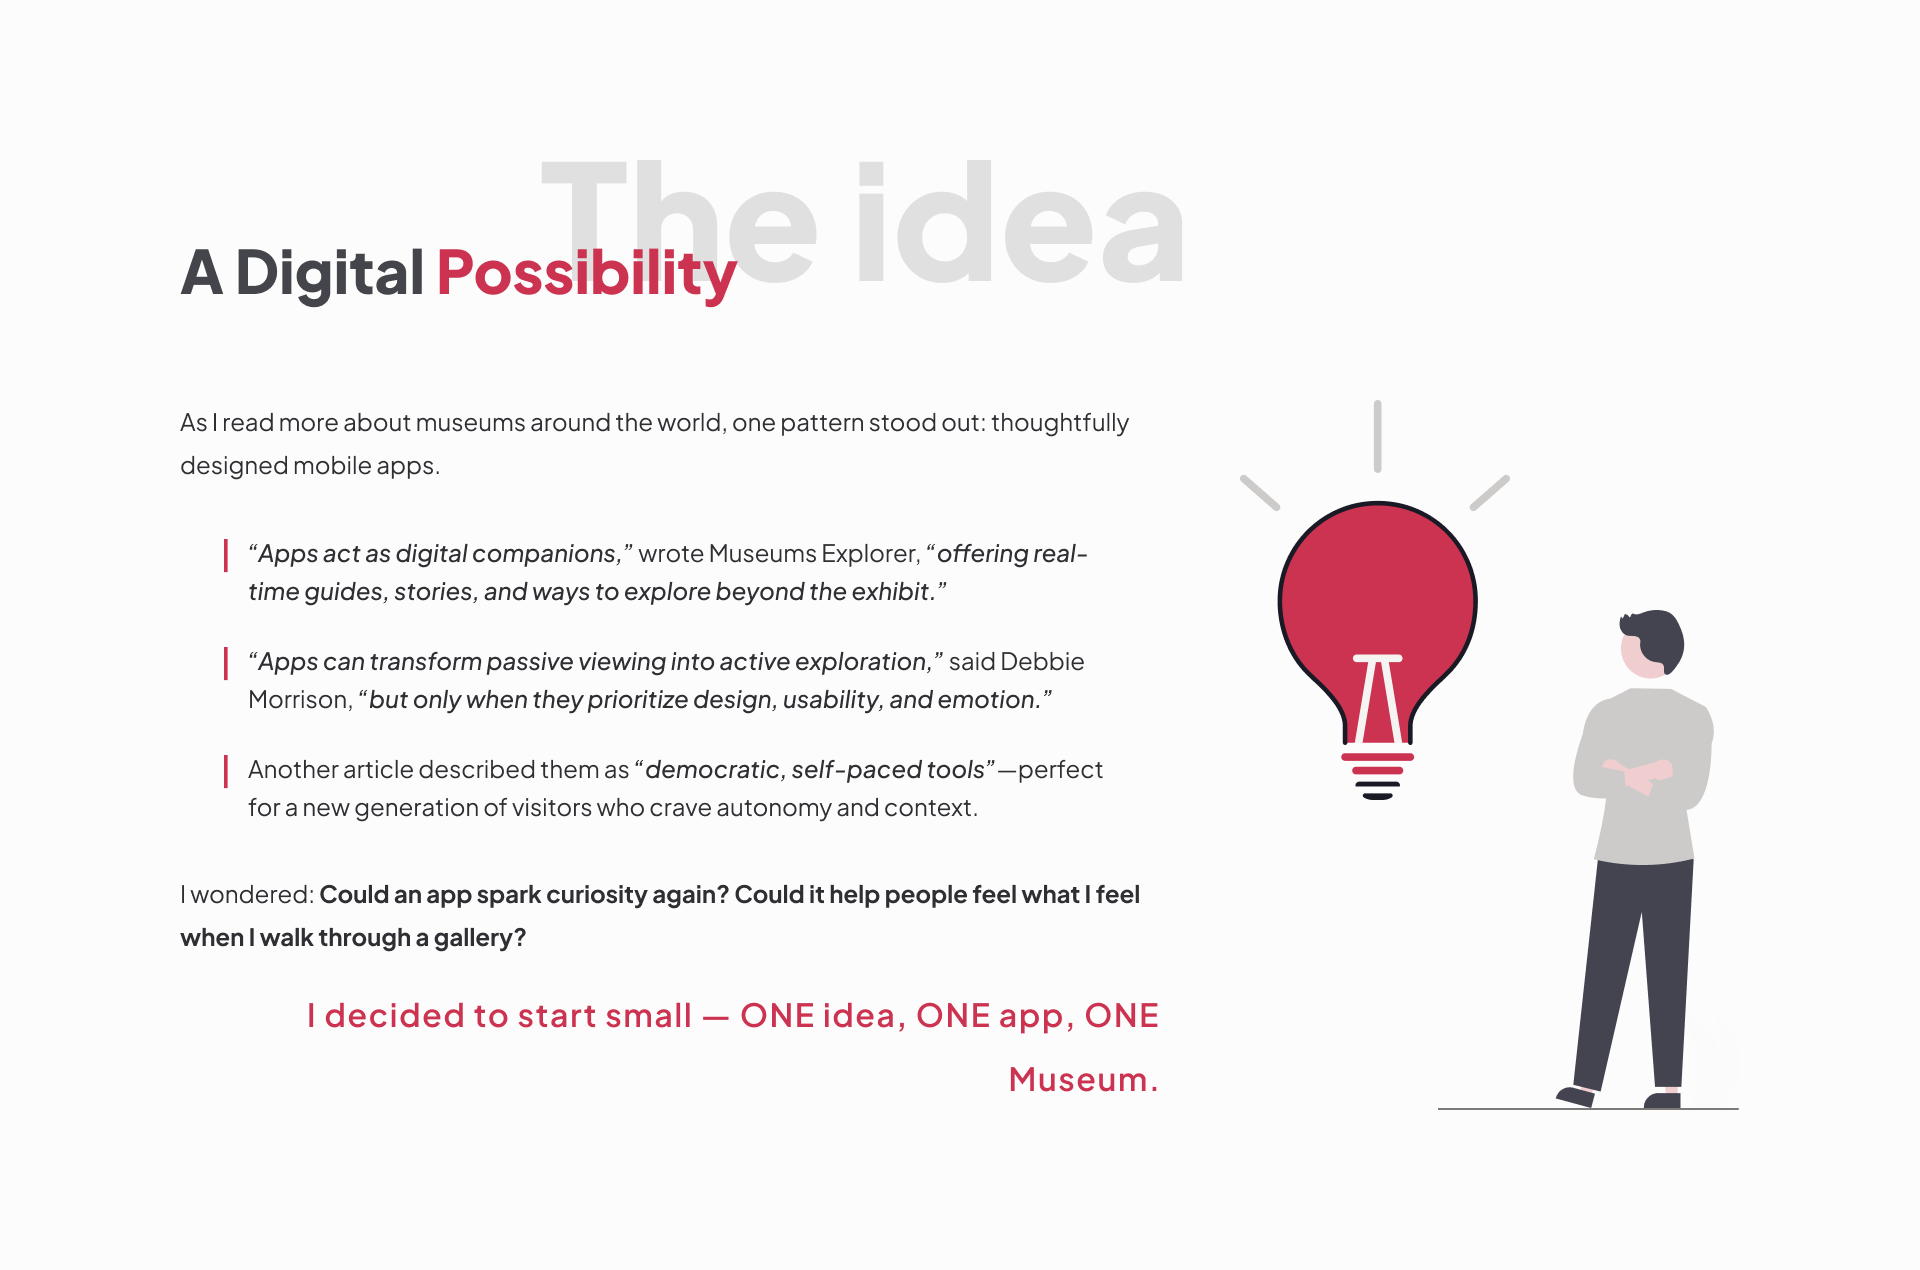 The idea
A Digital Possibility
As I read more about museums around the world, one pattern stood out: thoughtfully
designed mobile apps.
“Apps act as digital companions,” wrote Museums Explorer, “offering real-
time guides, stories, and ways to explore beyond the exhibit.”
“Apps can transform passive viewing into active exploration,” said Debbie
Morrison, “but only when they prioritize design, usability, and emotion.”
Another article described them as “democratic, self-paced tools”—perfect
for a new generation of visitors who crave autonomy and context.
I wondered: Could an app spark curiosity again? Could it help people feel what I feel
when I walk through a gallery?
I decided to start small — ONE idea, ONE app, ONE
Museum.